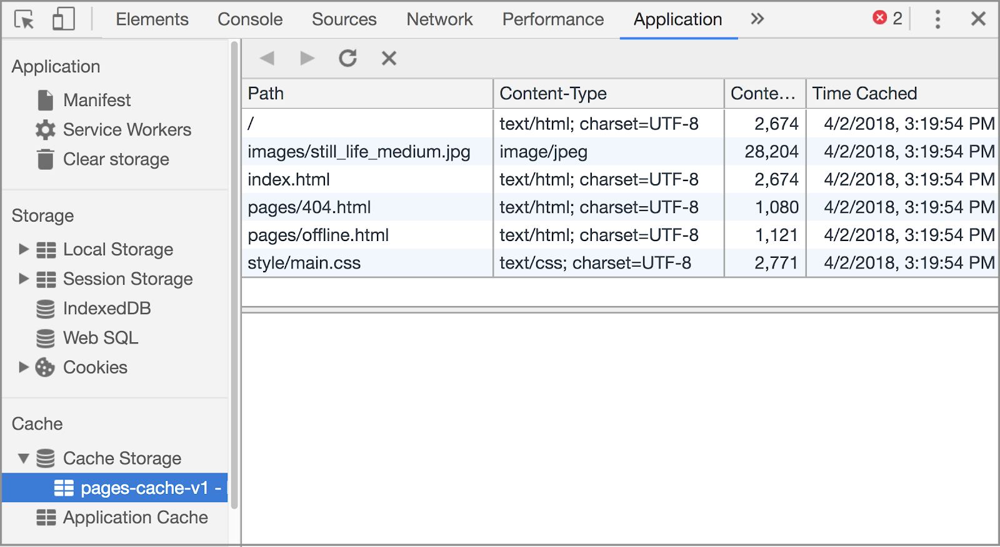 Elements Console Sources Network Performance Application 2
Application
Manifest
Service Workers
Clear storage
Storage
Local Storage
Session Storage
IndexedDB
Web SQL
Cookies
Cache
Cache Storage
pages-cache-v1 -
Application Cache
Path Content-Type Conte... Time Cached
/ text/html; charset=UTF-8 2,674 4/2/2018, 3:19:54 PM
images/still_life_medium.jpg image/jpeg 28,204 4/2/2018, 3:19:54 PM
index.html text/html; charset=UTF-8 2,674 4/2/2018, 3:19:54 PM
pages/404.html text/html; charset=UTF-8 1,080 4/2/2018, 3:19:54 PM
pages/offline.html text/html; charset=UTF-8 1,121 4/2/2018, 3:19:54 PM
style/main.css text/css; charset=UTF-8 2,771 4/2/2018, 3:19:54 PM